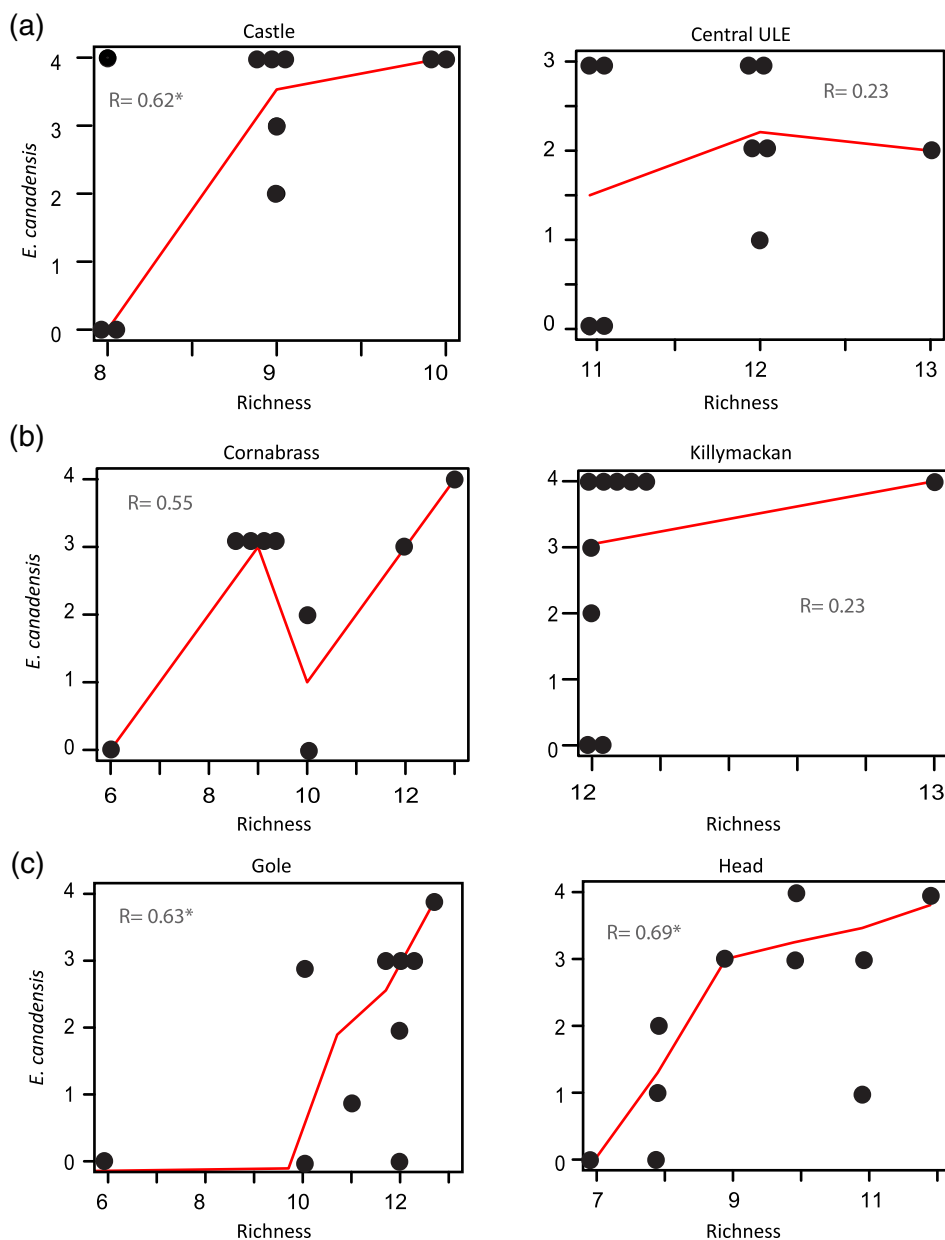 (a)
Castle
Central ULE
R= 0.62*
R= 0.23
E. canadensis
4
3
2
1
0
3
2
1
0
8
9
10
11
12
13
Richness
Richness
(b)
Cornabrass
Killymackan
R= 0.55
R= 0.23
E. canadensis
4
3
2
1
0
4
3
2
1
0
6
8
10
12
12
13
Richness
Richness
(c)
Gole
Head
R= 0.63*
R= 0.69*
E. canadensis
4
3
2
1
0
4
3
2
1
0
6
8
10
12
7
9
11
Richness
Richness